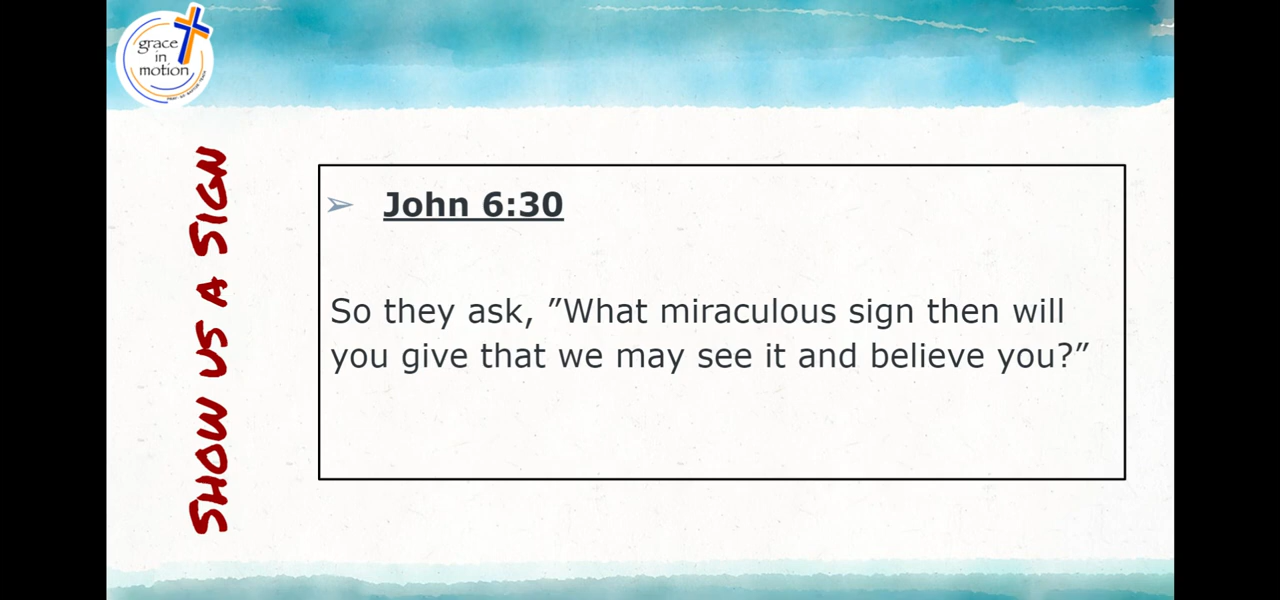 grace
in
motion
Show us a Sign
➢ John 6:30
So they ask, ”What miraculous sign then will
you give that we may see it and believe you?”